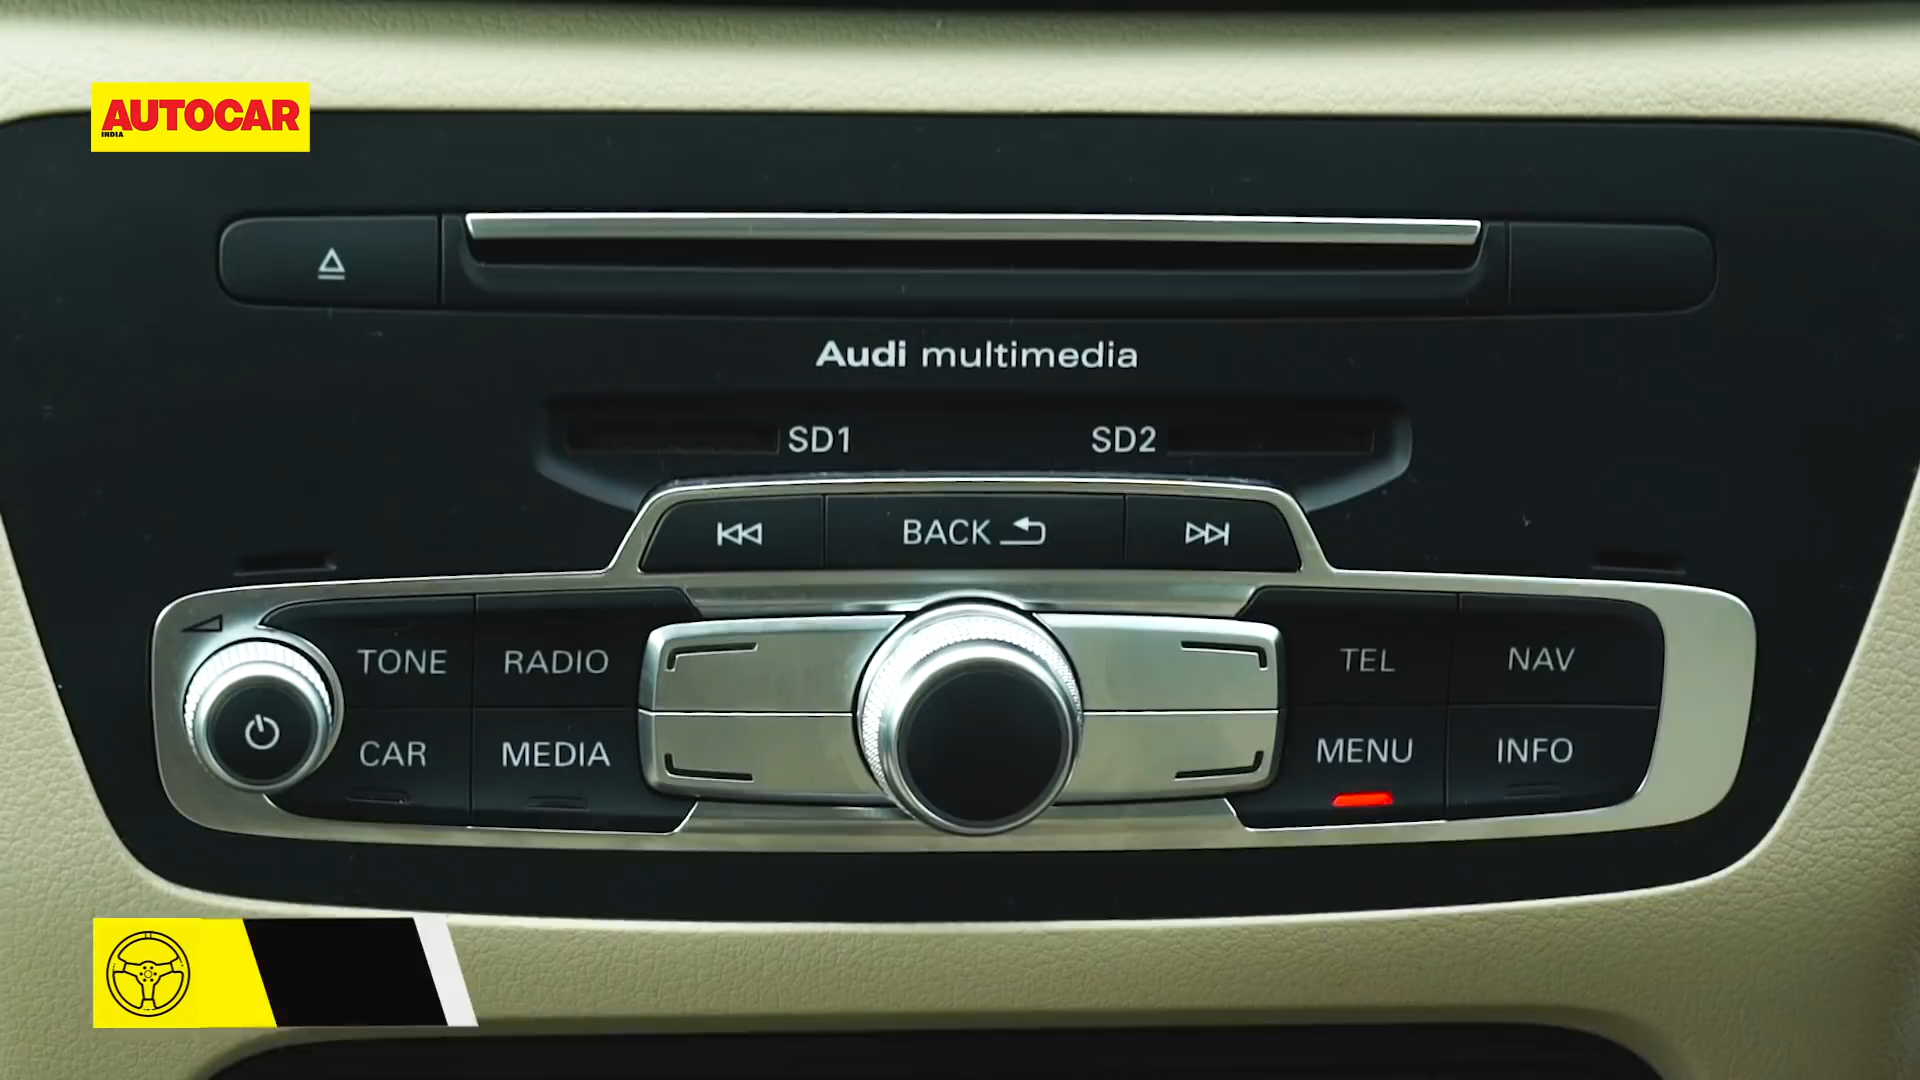 AUTOCAR
INDIA
Audi multimedia
SD1 SD2
BACK
TONE RADIO TEL NAV
CAR MEDIA MENU INFO